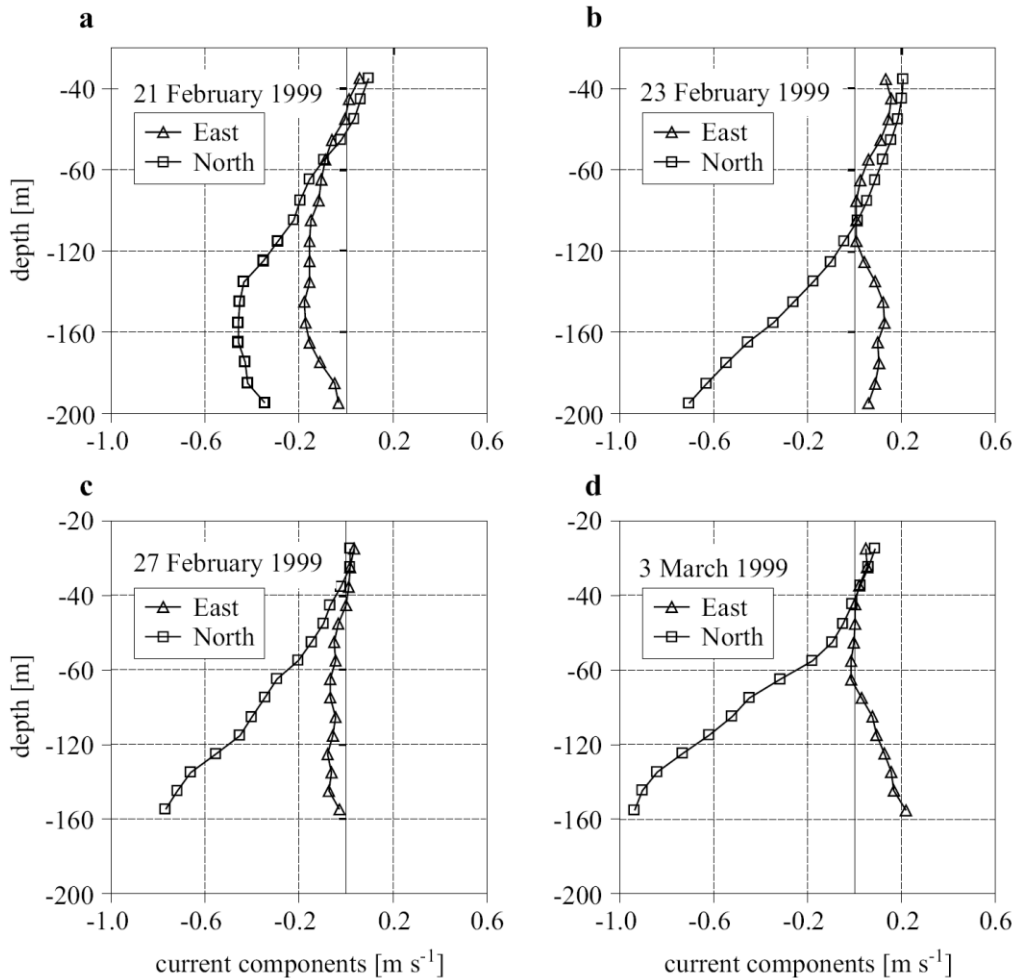 a
-40
21 February 1999
East
North
-60
-120
-160
-200
depth [m]
-1.0 -0.6 -0.2 0.2 0.6
b
-40
23 February 1999
East
North
-60
-120
-160
-200
-1.0 -0.6 -0.2 0.2 0.6
c
-20
27 February 1999
-40
East
North
-60
-120
-160
-200
depth [m]
-1.0 -0.6 -0.2 0.2 0.6
current components [m s⁻¹]
d
-20
3 March 1999
-40
East
North
-60
-120
-160
-200
-1.0 -0.6 -0.2 0.2 0.6
current components [m s⁻¹]